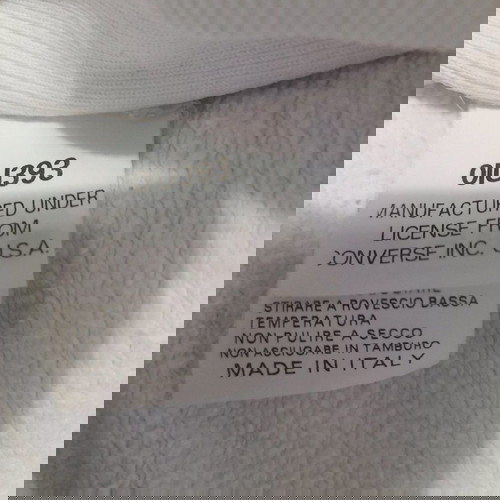 MANUFACTURED UNDER
LICENSE FROM
CONVERSE, INC. U.S.A.
STIRARE A ROVESCIO BASSA
TEMPERATURA
NON PULIRE A SECCO
NON ASCIUGARE IN TAMBURO
MADE IN ITALY